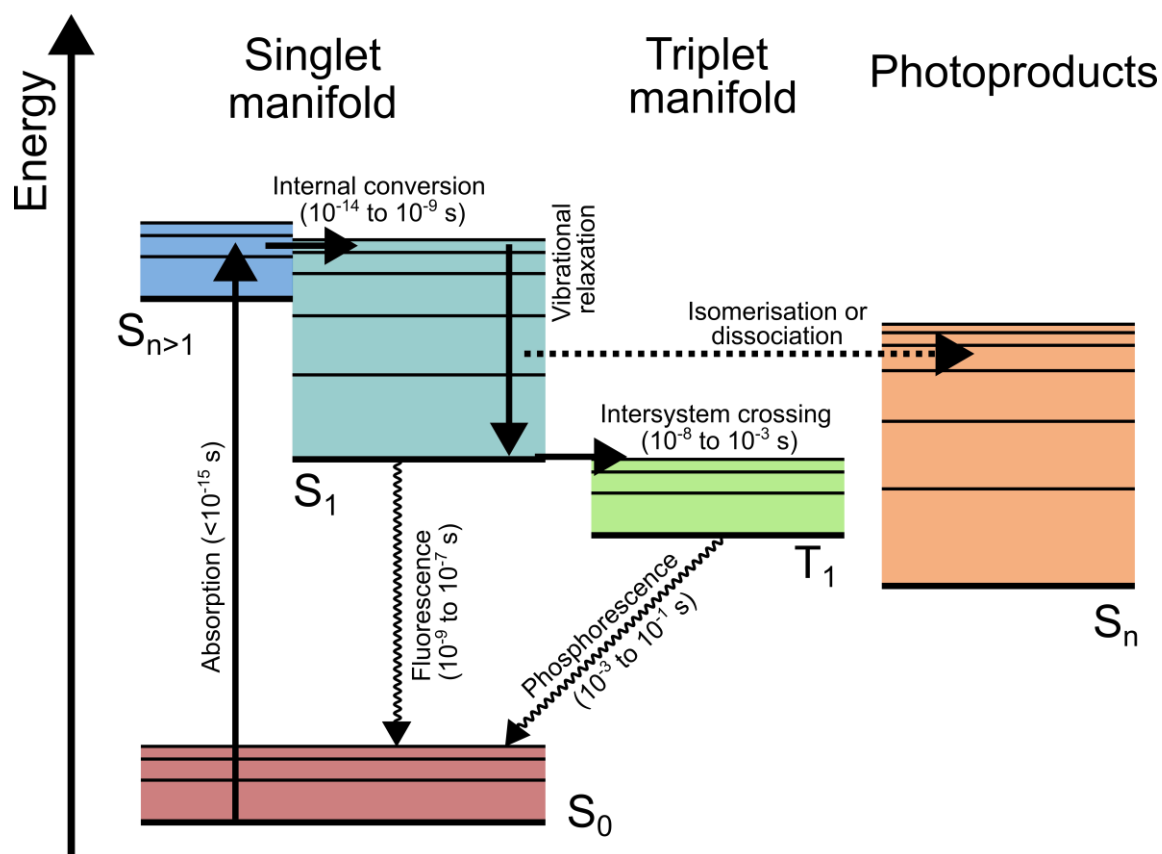 Energy
Singlet
manifold
Triplet
manifold
Photoproducts
Internal conversion
(10⁻¹⁴ to 10⁻⁹ s)
Vibrational
relaxation
Sₙ>₁
Isomerisation or
dissociation
Intersystem crossing
(10⁻⁸ to 10⁻³ s)
S₁
T₁
Sₙ
Absorption (<10⁻¹⁵ s)
Fluorescence
(10⁻⁹ to 10⁻⁷ s)
Phosphorescence
(10⁻³ to 10⁻¹ s)
S₀